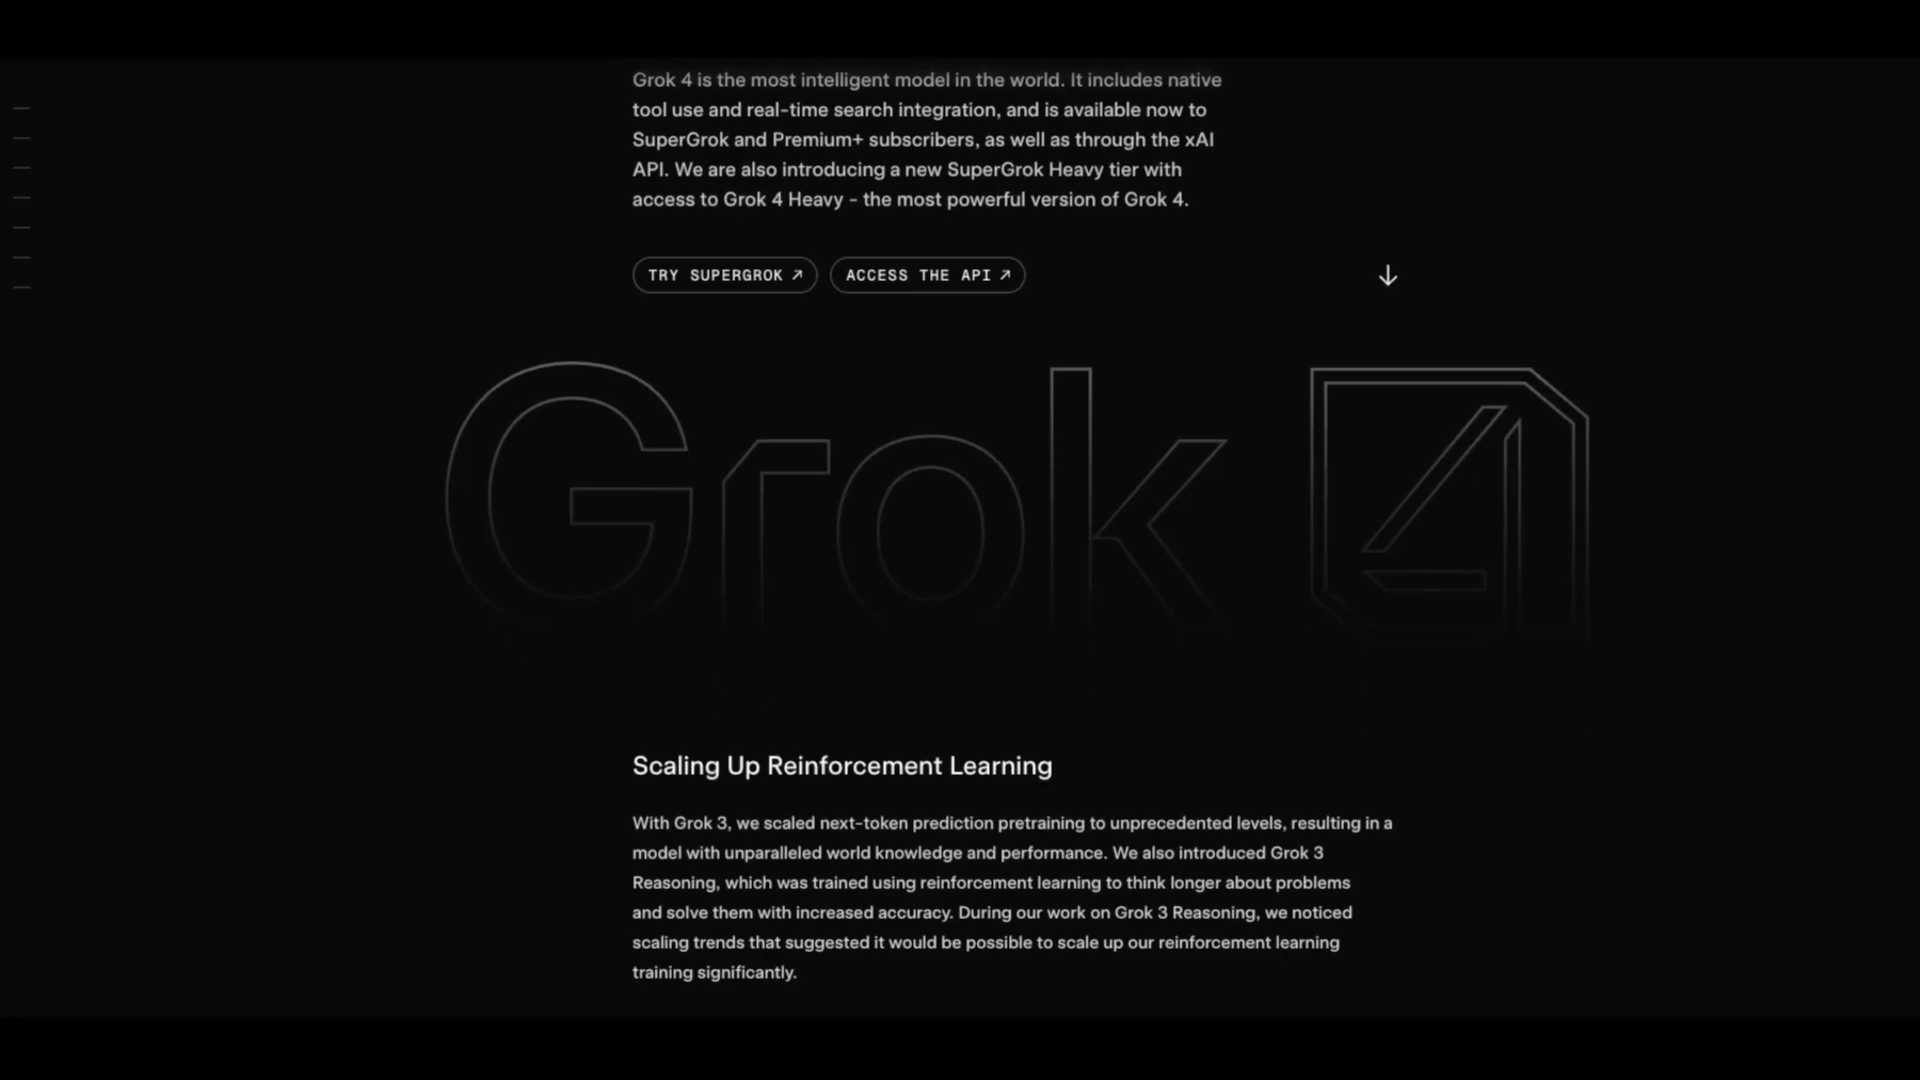 Grok 4 is the most intelligent model in the world. It includes native
tool use and real-time search integration, and is available now to
SuperGrok and Premium+ subscribers, as well as through the xAI
API. We are also introducing a new SuperGrok Heavy tier with
access to Grok 4 Heavy - the most powerful version of Grok 4.
TRY SUPERGROK ↗ ACCESS THE API ↗ ↓
Grok 4
Scaling Up Reinforcement Learning
With Grok 3, we scaled next-token prediction pretraining to unprecedented levels, resulting in a
model with unparalleled world knowledge and performance. We also introduced Grok 3
Reasoning, which was trained using reinforcement learning to think longer about problems
and solve them with increased accuracy. During our work on Grok 3 Reasoning, we noticed
scaling trends that suggested it would be possible to scale up our reinforcement learning
training significantly.